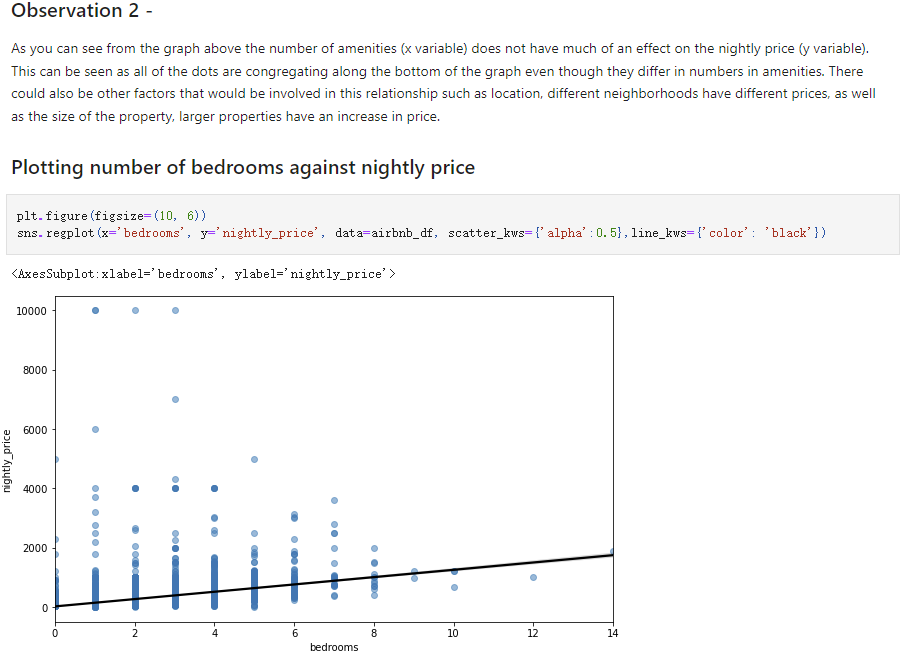 Observation 2 -
As you can see from the graph above the number of amenities (x variable) does not have much of an effect on the nightly price (y variable).
This can be seen as all of the dots are congregating along the bottom of the graph even though they differ in numbers in amenities. There
could also be other factors that would be involved in this relationship such as location, different neighborhoods have different prices, as well
as the size of the property, larger properties have an increase in price.
Plotting number of bedrooms against nightly price
plt.figure(figsize=(10, 6))
sns.regplot(x='bedrooms', y='nightly_price', data=airbnb_df, scatter_kws={'alpha':0.5},line_kws={'color': 'black'})
<AxesSubplot:xlabel='bedrooms', ylabel='nightly_price'>
10000
8000
6000
4000
2000
0
nightly_price
0 2 4 6 8 10 12 14
bedrooms